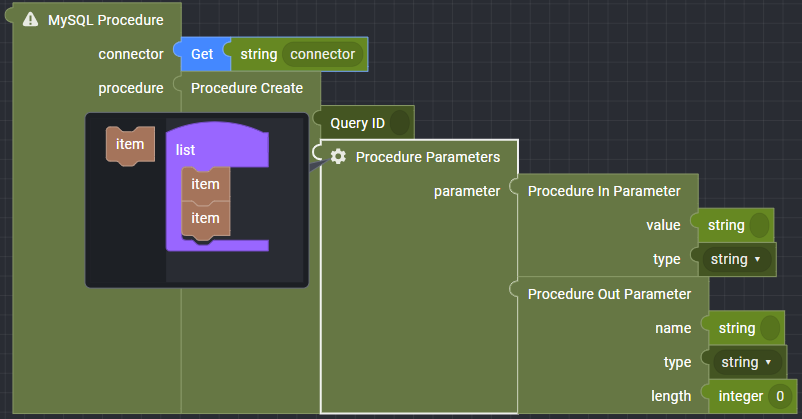 MySQL Procedure
connector Get string connector
procedure Procedure Create
Query ID
item list Procedure Parameters
item parameter Procedure In Parameter
item value string
type string
Procedure Out Parameter
name string
type string
length integer 0